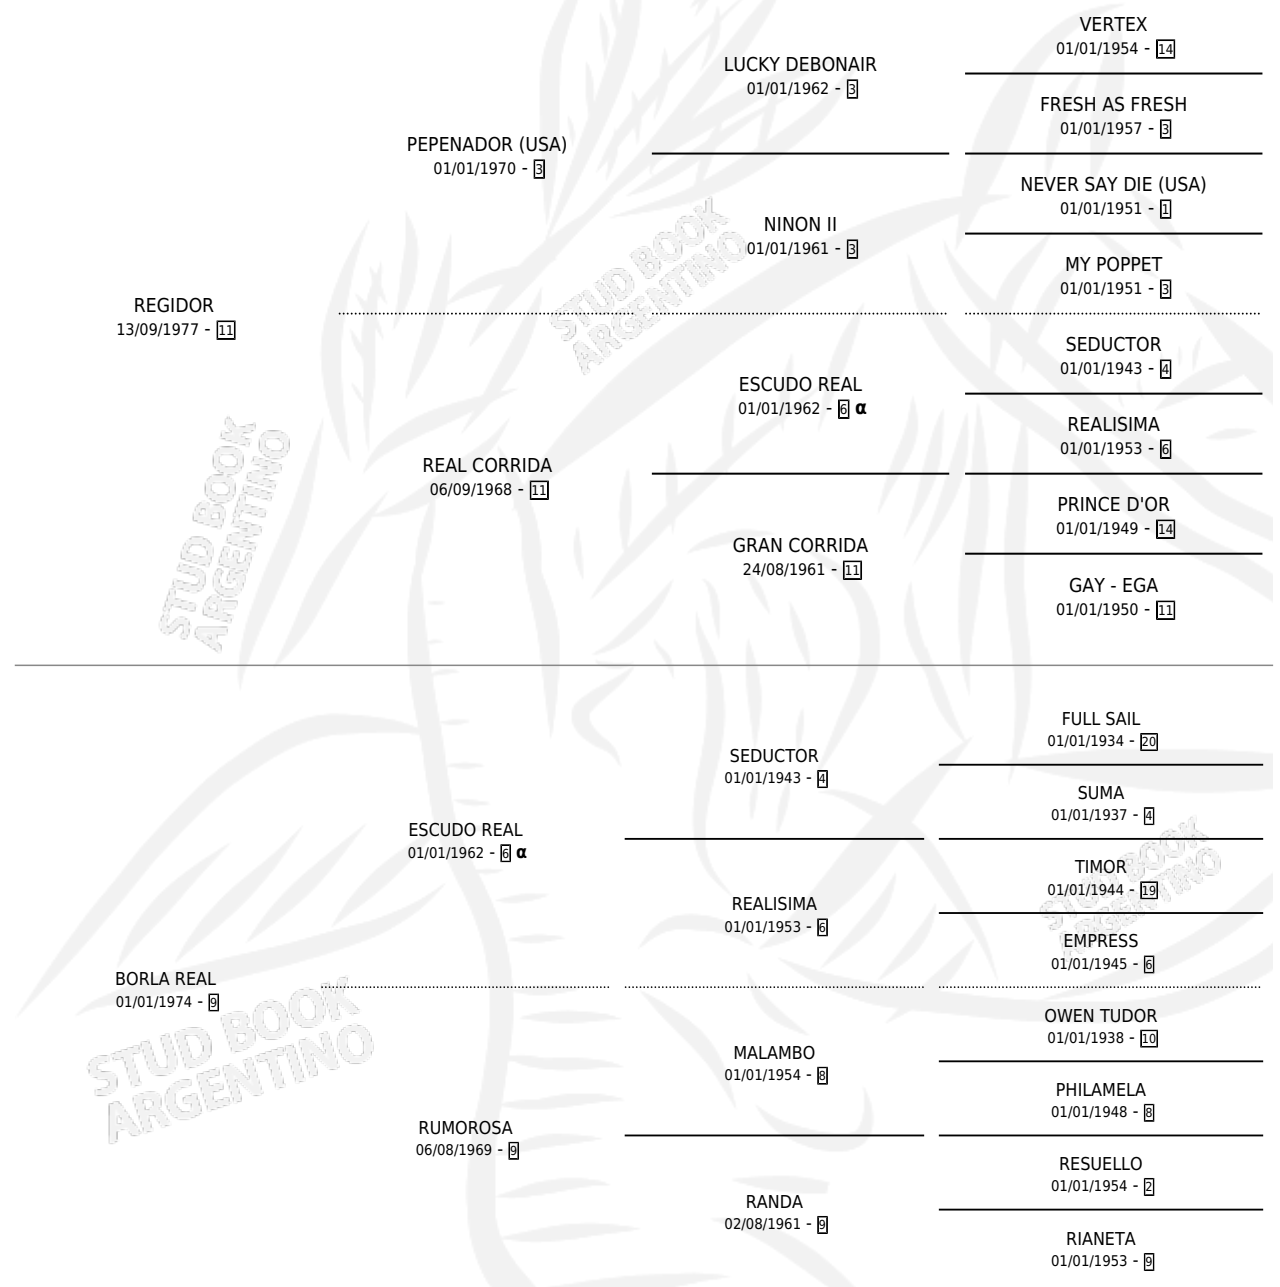 REGIDOR
13/09/1977 - 11
PEPENADOR (USA)
01/01/1970 - 3
LUCKY DEBONAIR
01/01/1962 - 3
VERTEX
01/01/1954 - 14
FRESH AS FRESH
01/01/1957 - 3
NINON II
01/01/1961 - 3
NEVER SAY DIE (USA)
01/01/1951 - 1
MY POPPET
01/01/1951 - 3
REAL CORRIDA
06/09/1968 - 11
ESCUDO REAL
01/01/1962 - 6 α
SEDUCTOR
01/01/1943 - 4
REALISIMA
01/01/1953 - 6
GRAN CORRIDA
24/08/1961 - 11
PRINCE D'OR
01/01/1949 - 14
GAY - EGA
01/01/1950 - 11
BORLA REAL
01/01/1974 - 9
ESCUDO REAL
01/01/1962 - 6 α
SEDUCTOR
01/01/1943 - 4
FULL SAIL
01/01/1934 - 20
SUMA
01/01/1937 - 4
REALISIMA
01/01/1953 - 6
TIMOR
01/01/1944 - 19
EMPRESS
01/01/1945 - 6
RUMOROSA
06/08/1969 - 9
MALAMBO
01/01/1954 - 8
OWEN TUDOR
01/01/1938 - 10
PHILAMELA
01/01/1948 - 8
RANDA
02/08/1961 - 9
RESUELLO
01/01/1954 - 2
RIANETA
01/01/1953 - 9
STUD BOOK
ARGENTINO
STUD BOOK
ARGENTINO
STUD BOOK
ARGENTINO
STUD BOOK
ARGENTINO